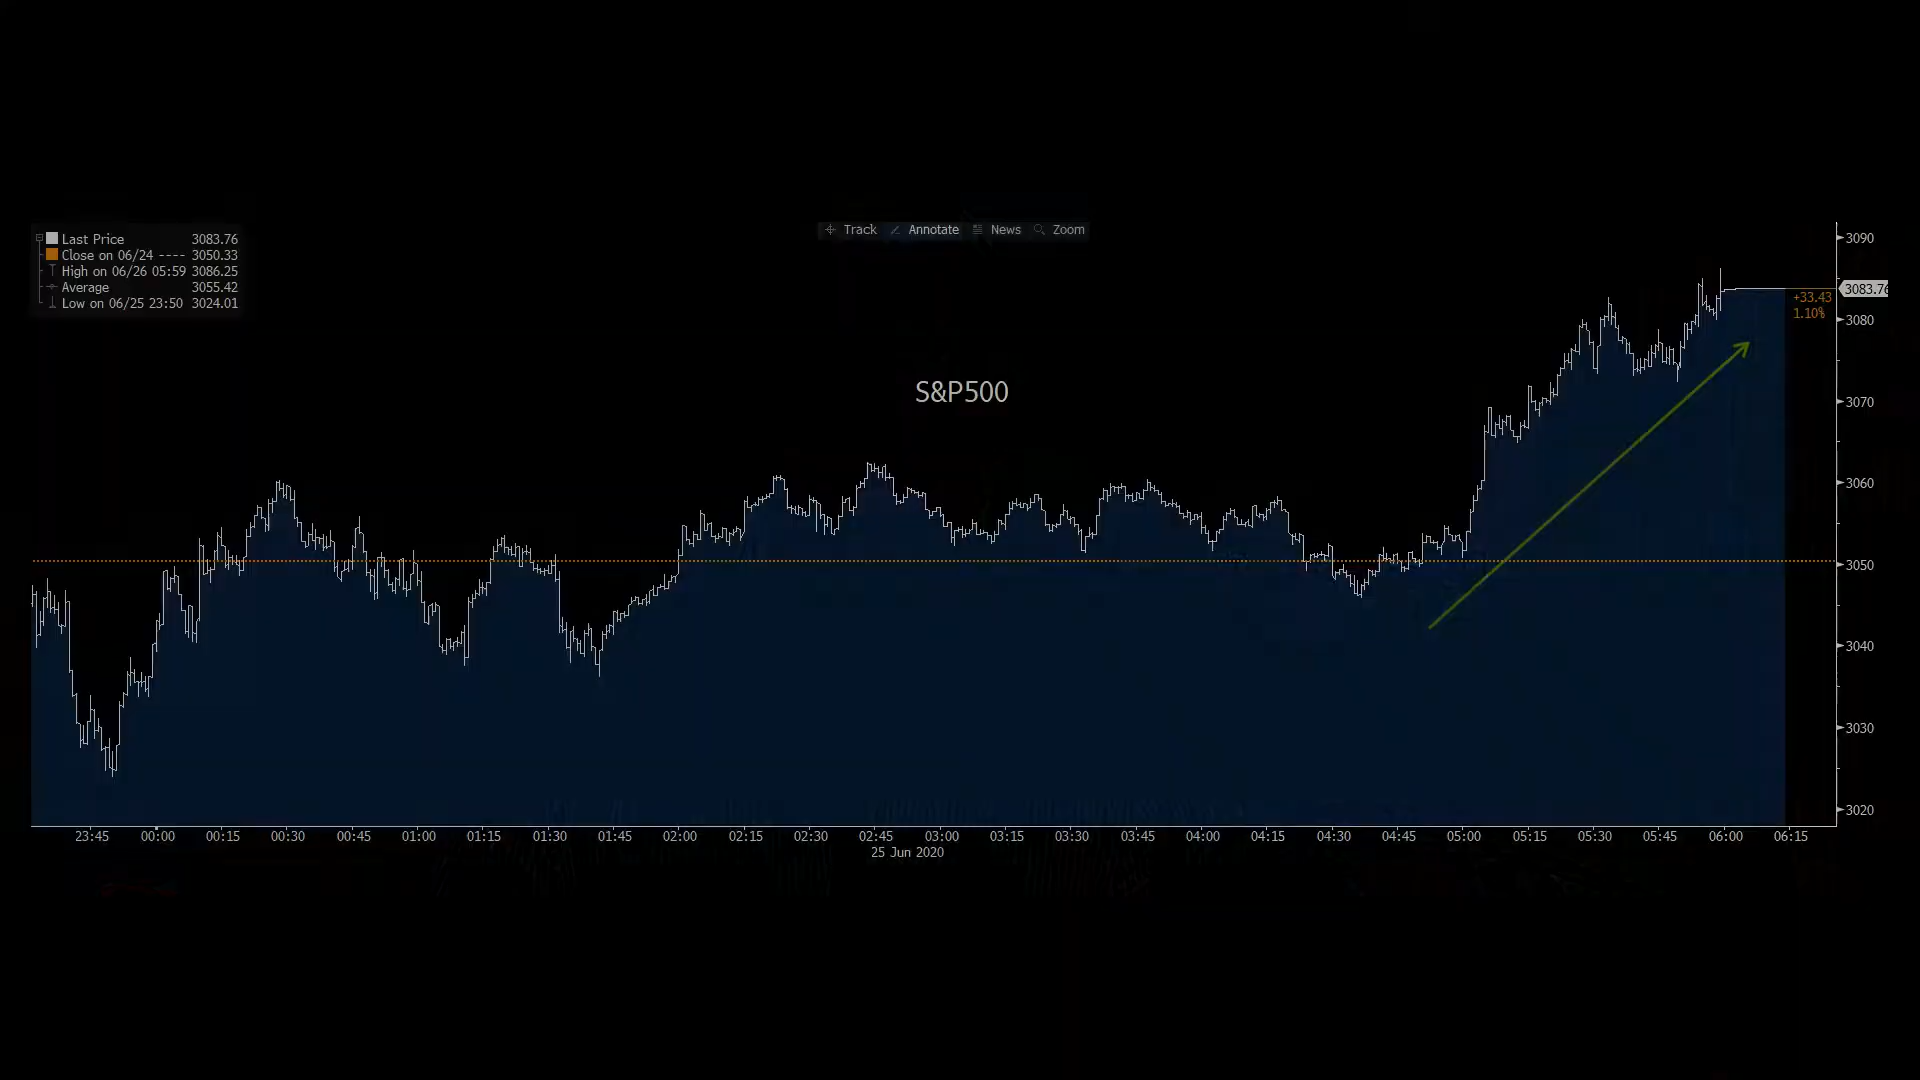 Track Annotate News Zoom
Last Price 3083.76
Close on 06/24 ---- 3050.33
High on 06/26 05:59 3086.25
Average 3055.42
Low on 06/25 23:50 3024.01
S&P500
3090
3083.76
+33.43
1.10%
3080
3070
3060
3050
3040
3030
3020
23:45 00:00 00:15 00:30 00:45 01:00 01:15 01:30 01:45 02:00 02:15 02:30 02:45 03:00 03:15 03:30 03:45 04:00 04:15 04:30 04:45 05:00 05:15 05:30 05:45 06:00 06:15
25 Jun 2020